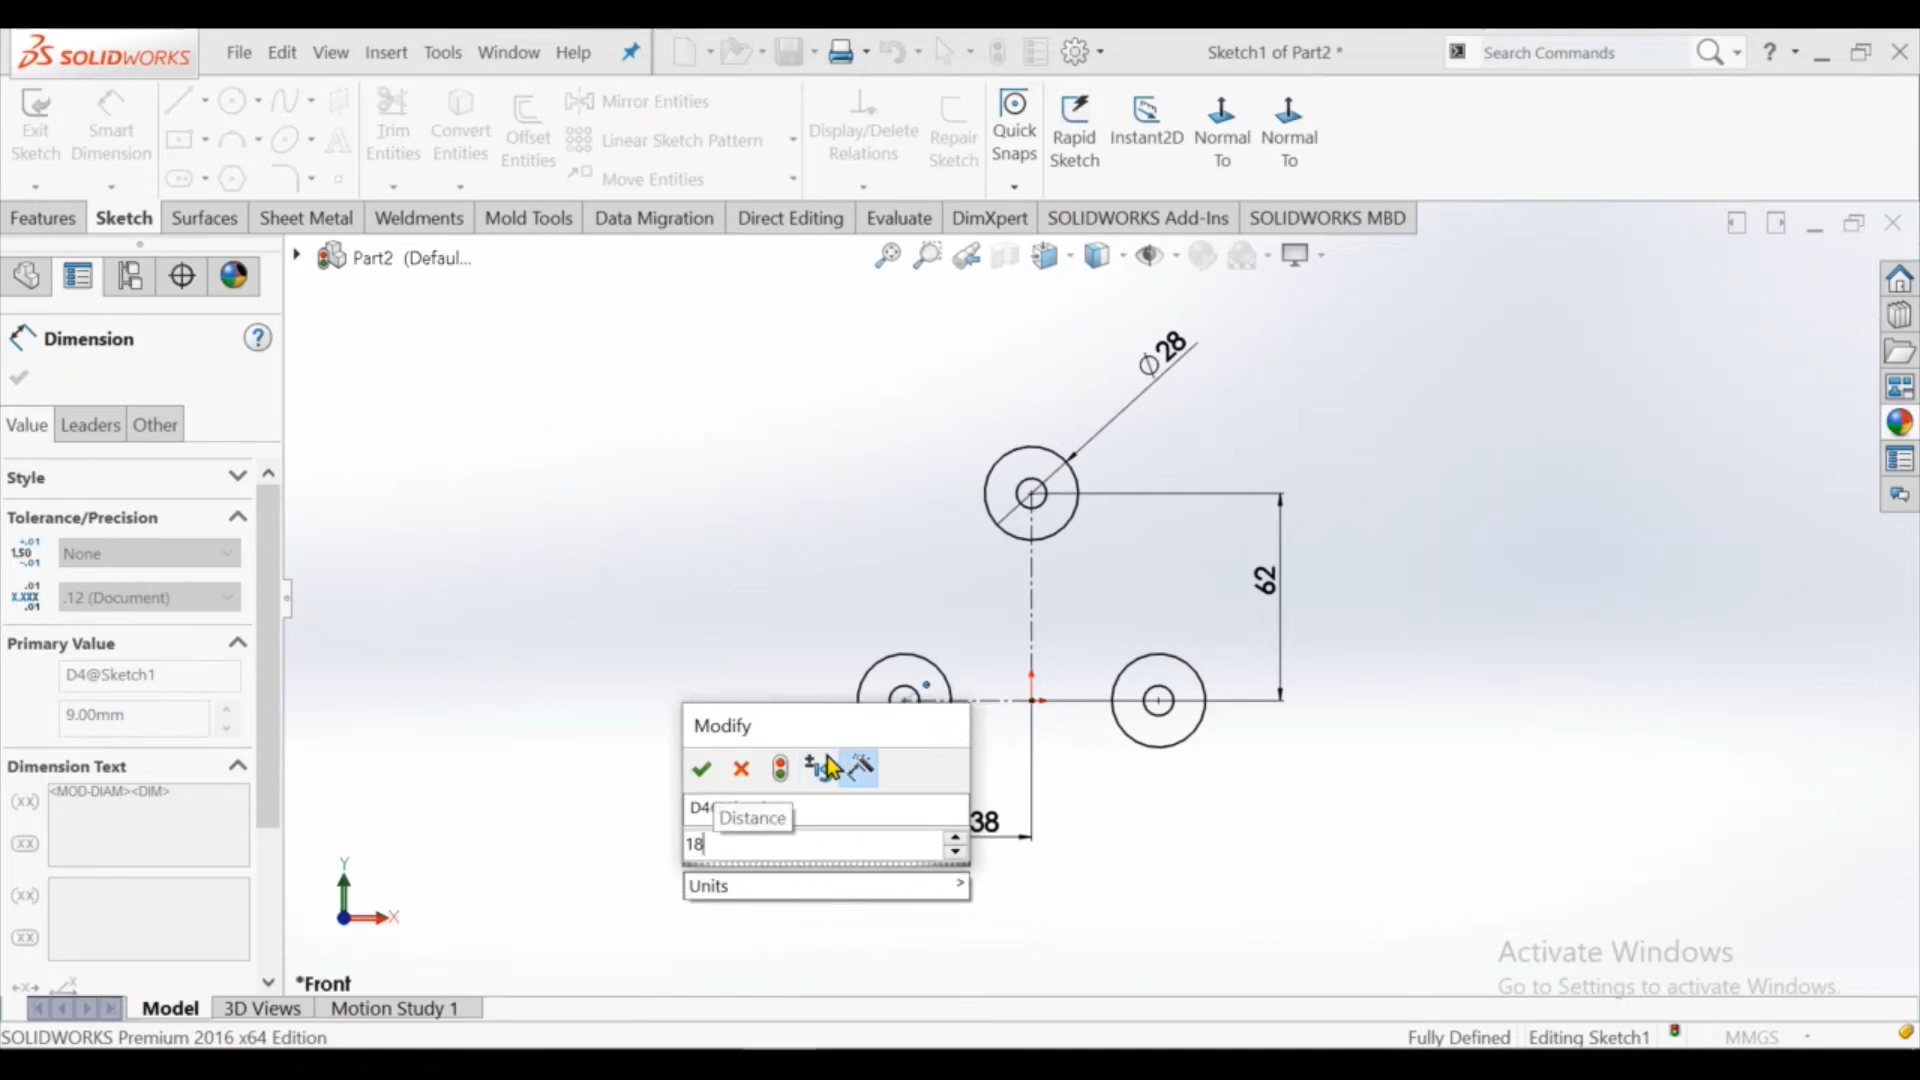 SOLIDWORKS File Edit View Insert Tools Window Help Sketch1 of Part2 * Search Commands ?
Exit Sketch
Smart Dimension
Trim Entities
Convert Entities
Offset Entities
Mirror Entities
Linear Sketch Pattern
Move Entities
Display/Delete Relations
Repair Sketch
Quick Snaps
Rapid Sketch
Instant2D
Normal To
Normal To
Features Sketch Surfaces Sheet Metal Weldments Mold Tools Data Migration Direct Editing Evaluate DimXpert SOLIDWORKS Add-Ins SOLIDWORKS MBD
Part2 (Defaul...
Dimension ?
Value Leaders Other
Style
Tolerance/Precision
None
.12 (Document)
Primary Value
D4@Sketch1
9.00mm
Dimension Text
<MOD-DIAM><DIM>
(xx)
(xx)
(xx)
(xx)
∅28
62
38
Modify
D4
Distance
18
Units >
Y
X
*Front
Activate Windows
Go to Settings to activate Windows.
Model 3D Views Motion Study 1
SOLIDWORKS Premium 2016 x64 Edition Fully Defined Editing Sketch1 MMGS